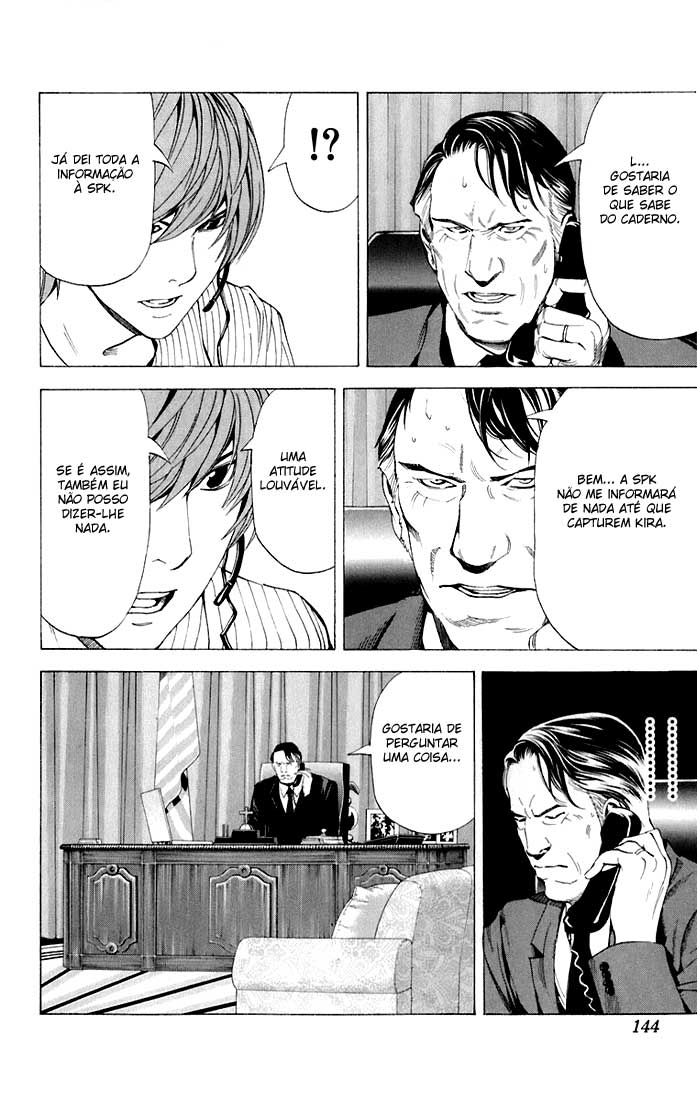 L...
GOSTARIA
DE SABER O
QUE SABE
DO CADERNO.
!?
JÁ DEI TODA A
INFORMAÇÃO
À SPK.
BEM... A SPK
NÃO ME INFORMARÁ
DE NADA ATÉ QUE
CAPTUREM KIRA.
UMA
ATITUDE
LOUVÁVEL.
SE É ASSIM,
TAMBÉM EU
NÃO POSSO
DIZER-LHE
NADA.
GOSTARIA DE
PERGUNTAR
UMA COISA...
144